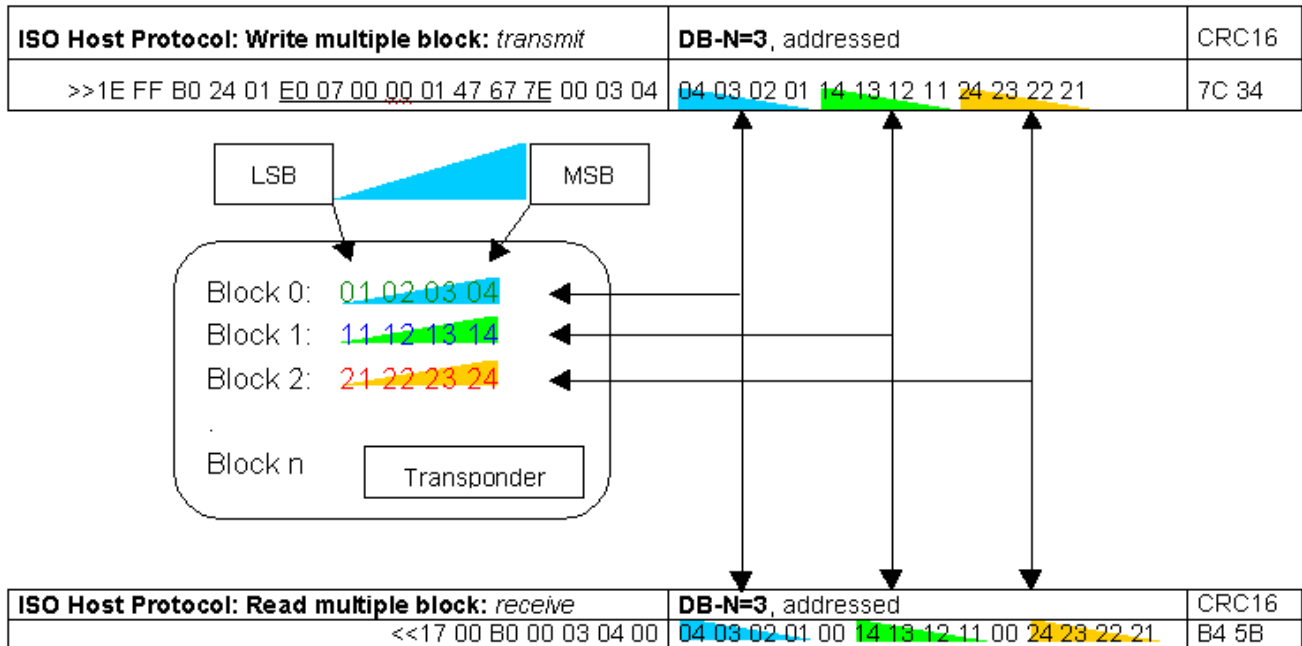 ISO Host Protocol: Write multiple block: transmit DB-N=3, addressed CRC16
>>1E FF B0 24 01 E0 07 00 00 01 47 67 7E 00 03 04 04 03 02 01 14 13 12 11 24 23 22 21 7C 34
LSB MSB
Block 0: 01 02 03 04
Block 1: 11 12 13 14
Block 2: 21 22 23 24
.
Block n Transponder
ISO Host Protocol: Read multiple block: receive DB-N=3, addressed CRC16
<<17 00 B0 00 03 04 00 04 03 02 01 00 14 13 12 11 00 24 23 22 21 B4 5B